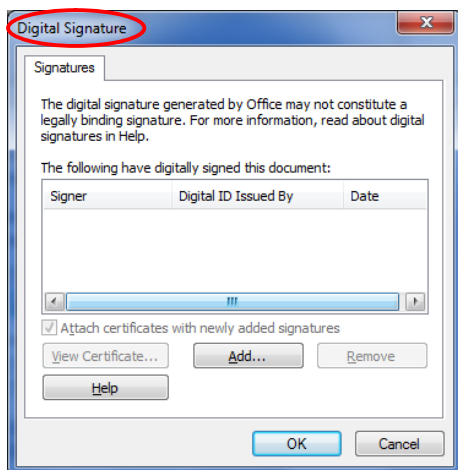 Digital Signature
Signatures
The digital signature generated by Office may not constitute a
legally binding signature. For more information, read about digital
signatures in Help.
The following have digitally signed this document:
Signer Digital ID Issued By Date
Attach certificates with newly added signatures
View Certificate... Add... Remove
Help
OK Cancel